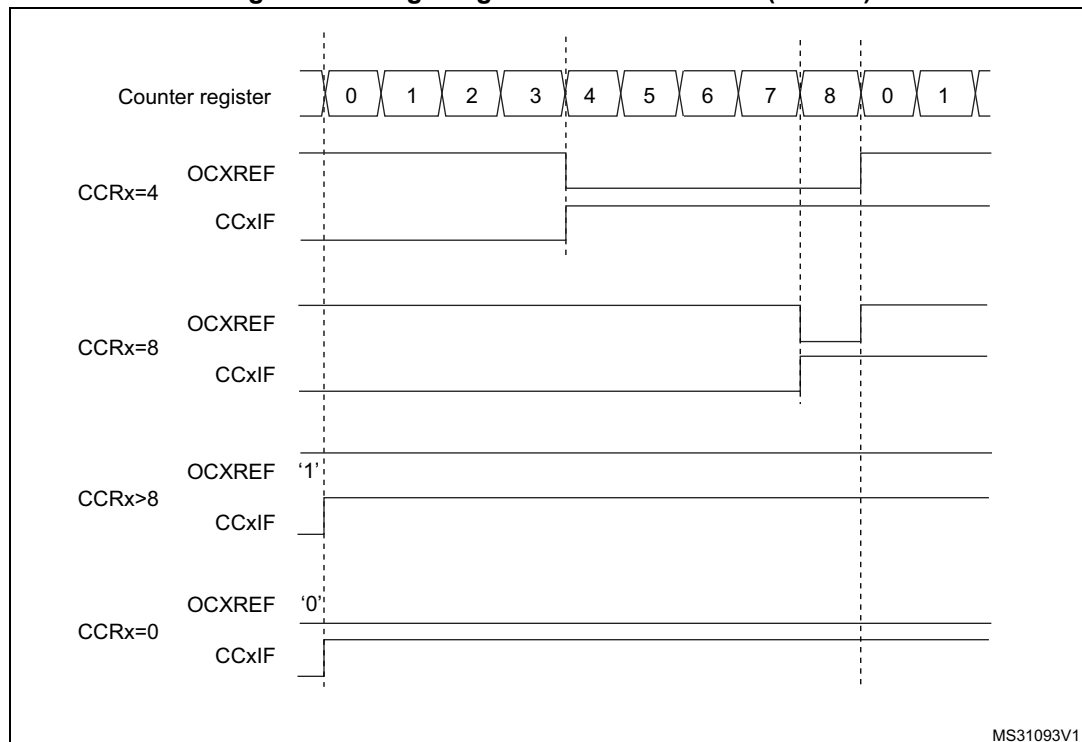 Counter register 0 1 2 3 4 5 6 7 8 0 1
OCXREF
CCRx=4
CCxIF
OCXREF
CCRx=8
CCxIF
OCXREF ‘1’
CCRx>8
CCxIF
OCXREF ‘0’
CCRx=0
CCxIF
MS31093V1